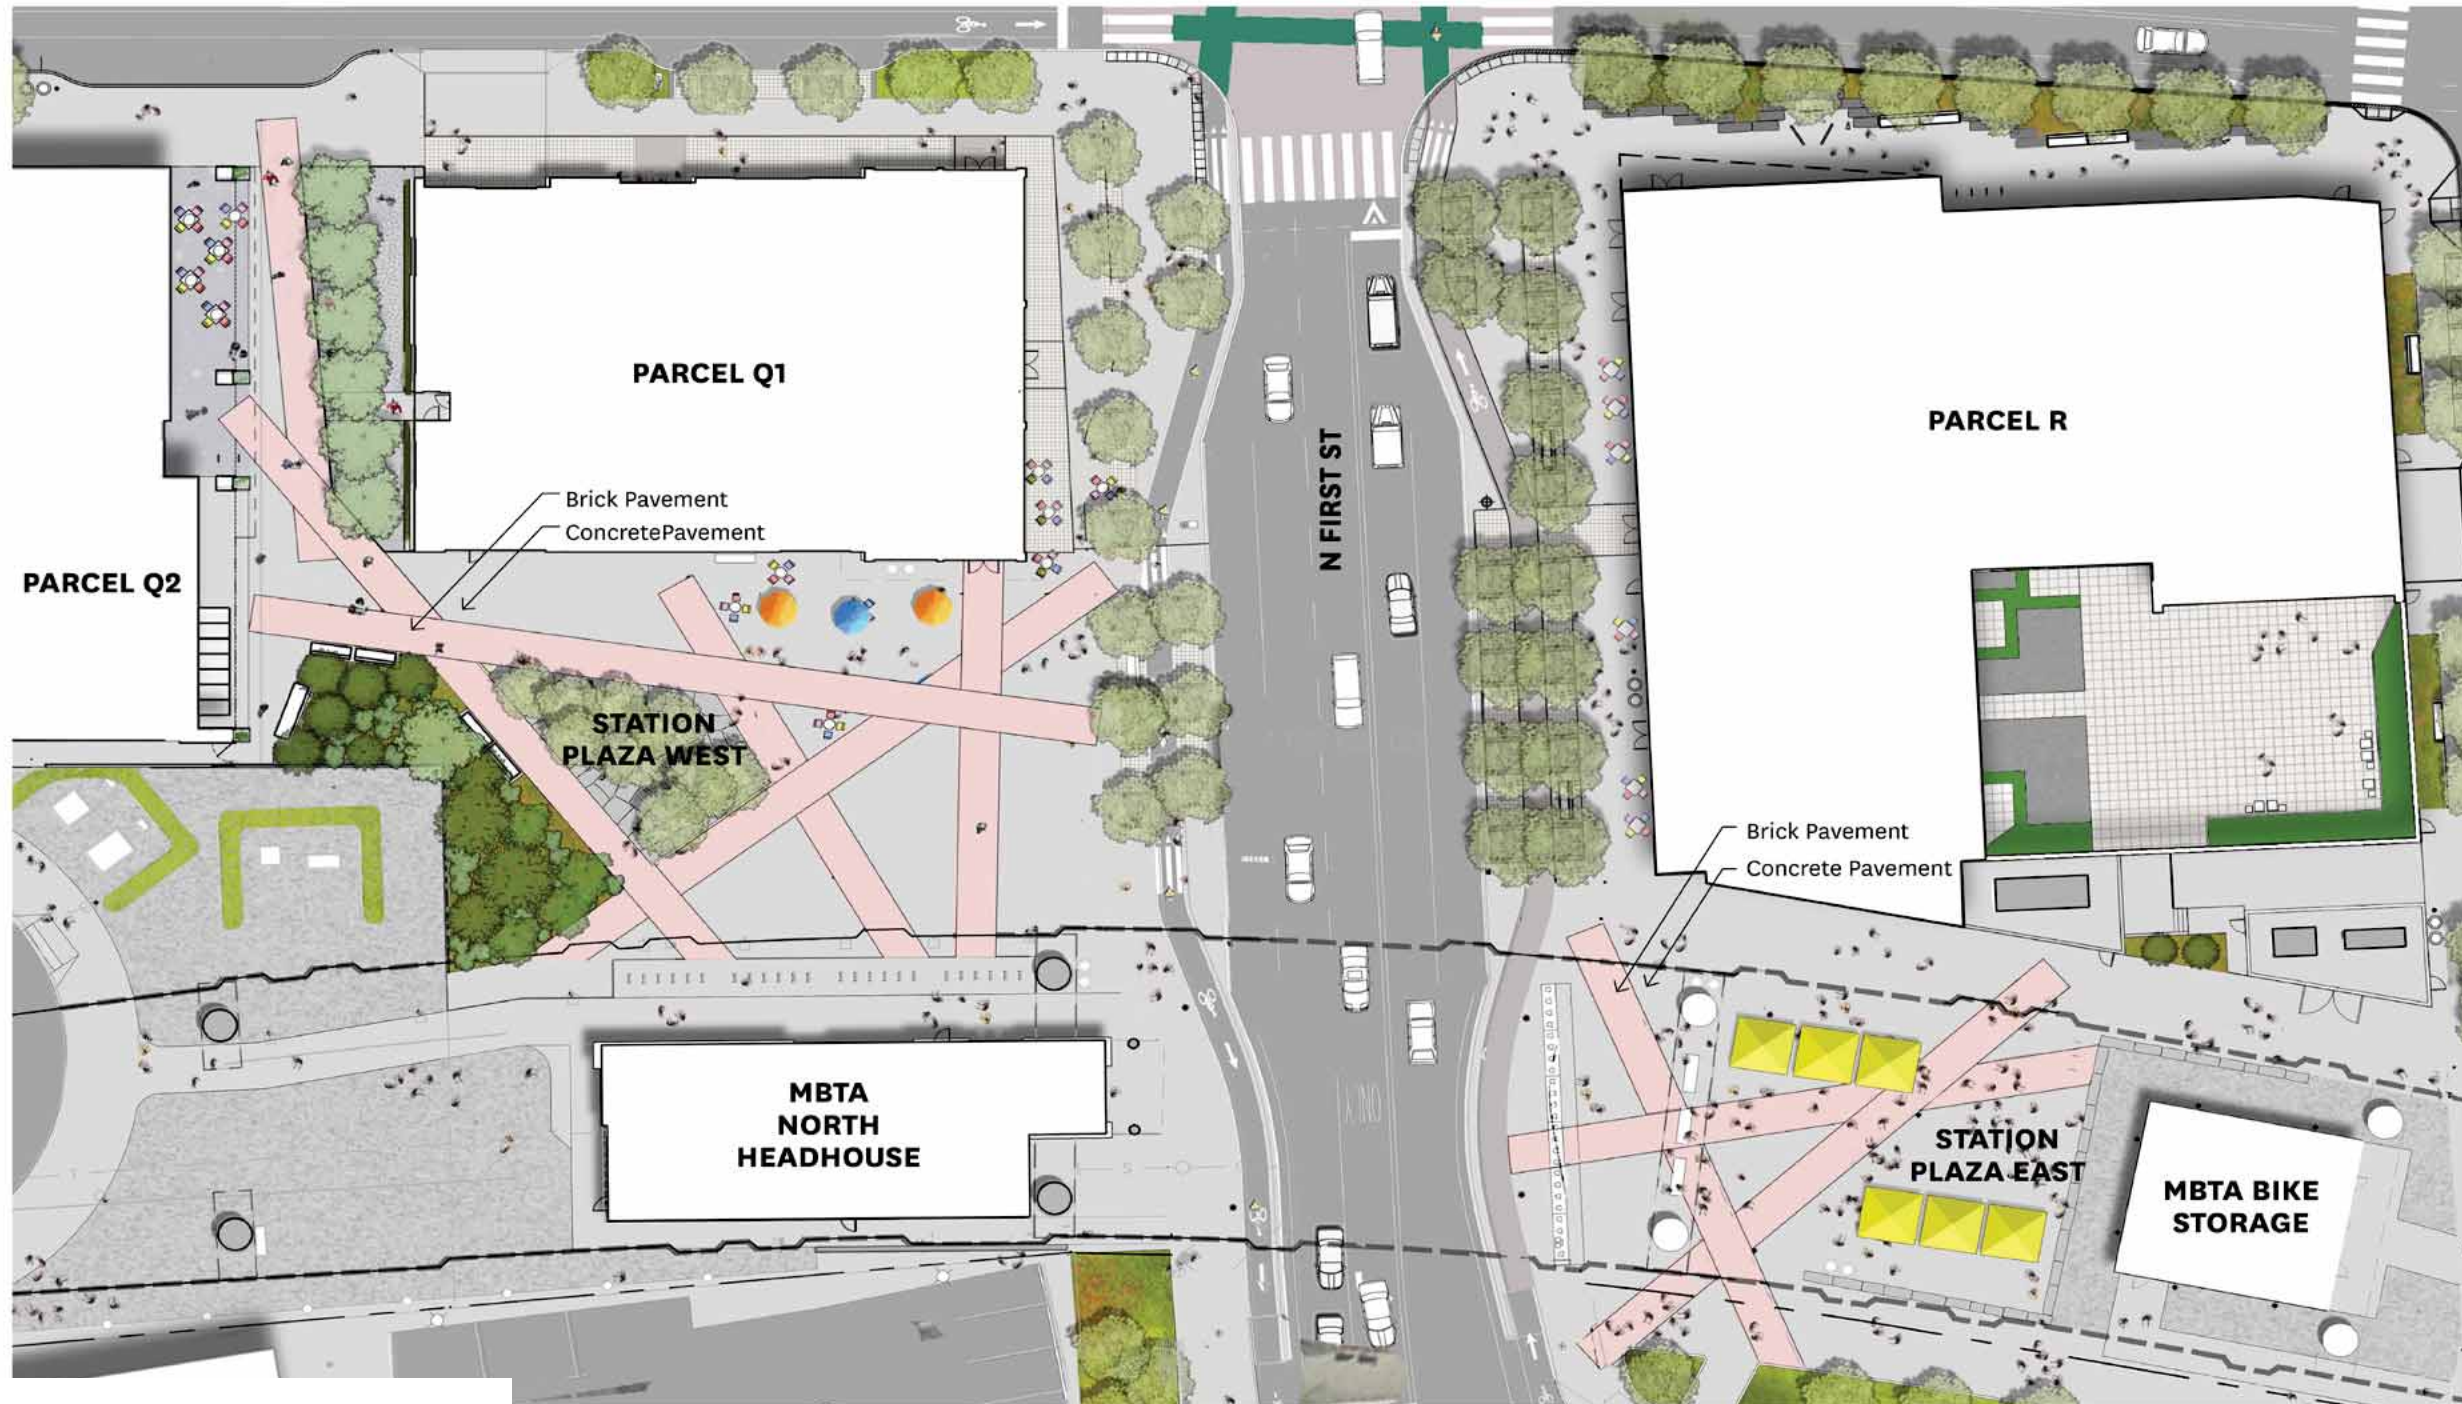 PARCEL Q1
PARCEL R
N FIRST ST
Brick Pavement
ConcretePavement
PARCEL Q2
STATION
PLAZA WEST
Brick Pavement
Concrete Pavement
MBTA
NORTH
HEADHOUSE
STATION
PLAZA EAST
MBTA BIKE
STORAGE
ONLY